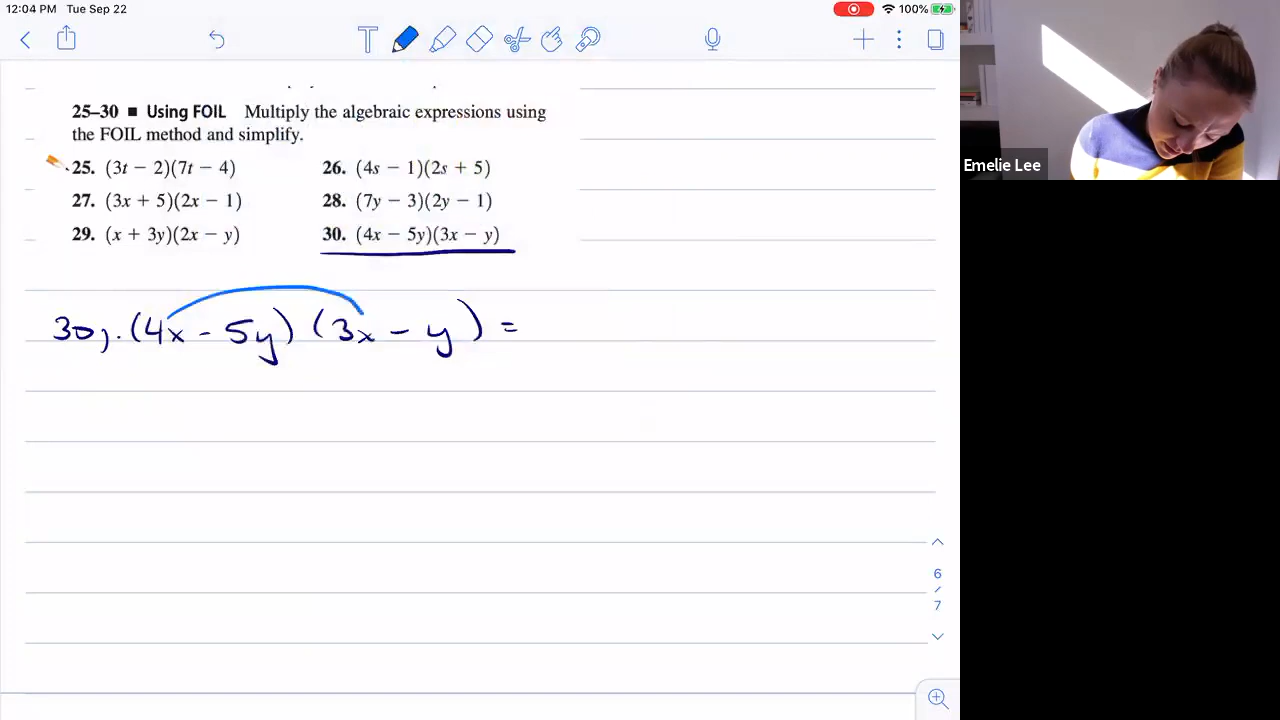 12:04 PM Tue Sep 22
100%
25–30 ■ Using FOIL Multiply the algebraic expressions using
the FOIL method and simplify.
25. (3t − 2)(7t − 4) 26. (4s − 1)(2s + 5)
27. (3x + 5)(2x − 1) 28. (7y − 3)(2y − 1)
29. (x + 3y)(2x − y) 30. (4x − 5y)(3x − y)
30). (4x - 5y) (3x - y) =
6
/
7
Emelie Lee